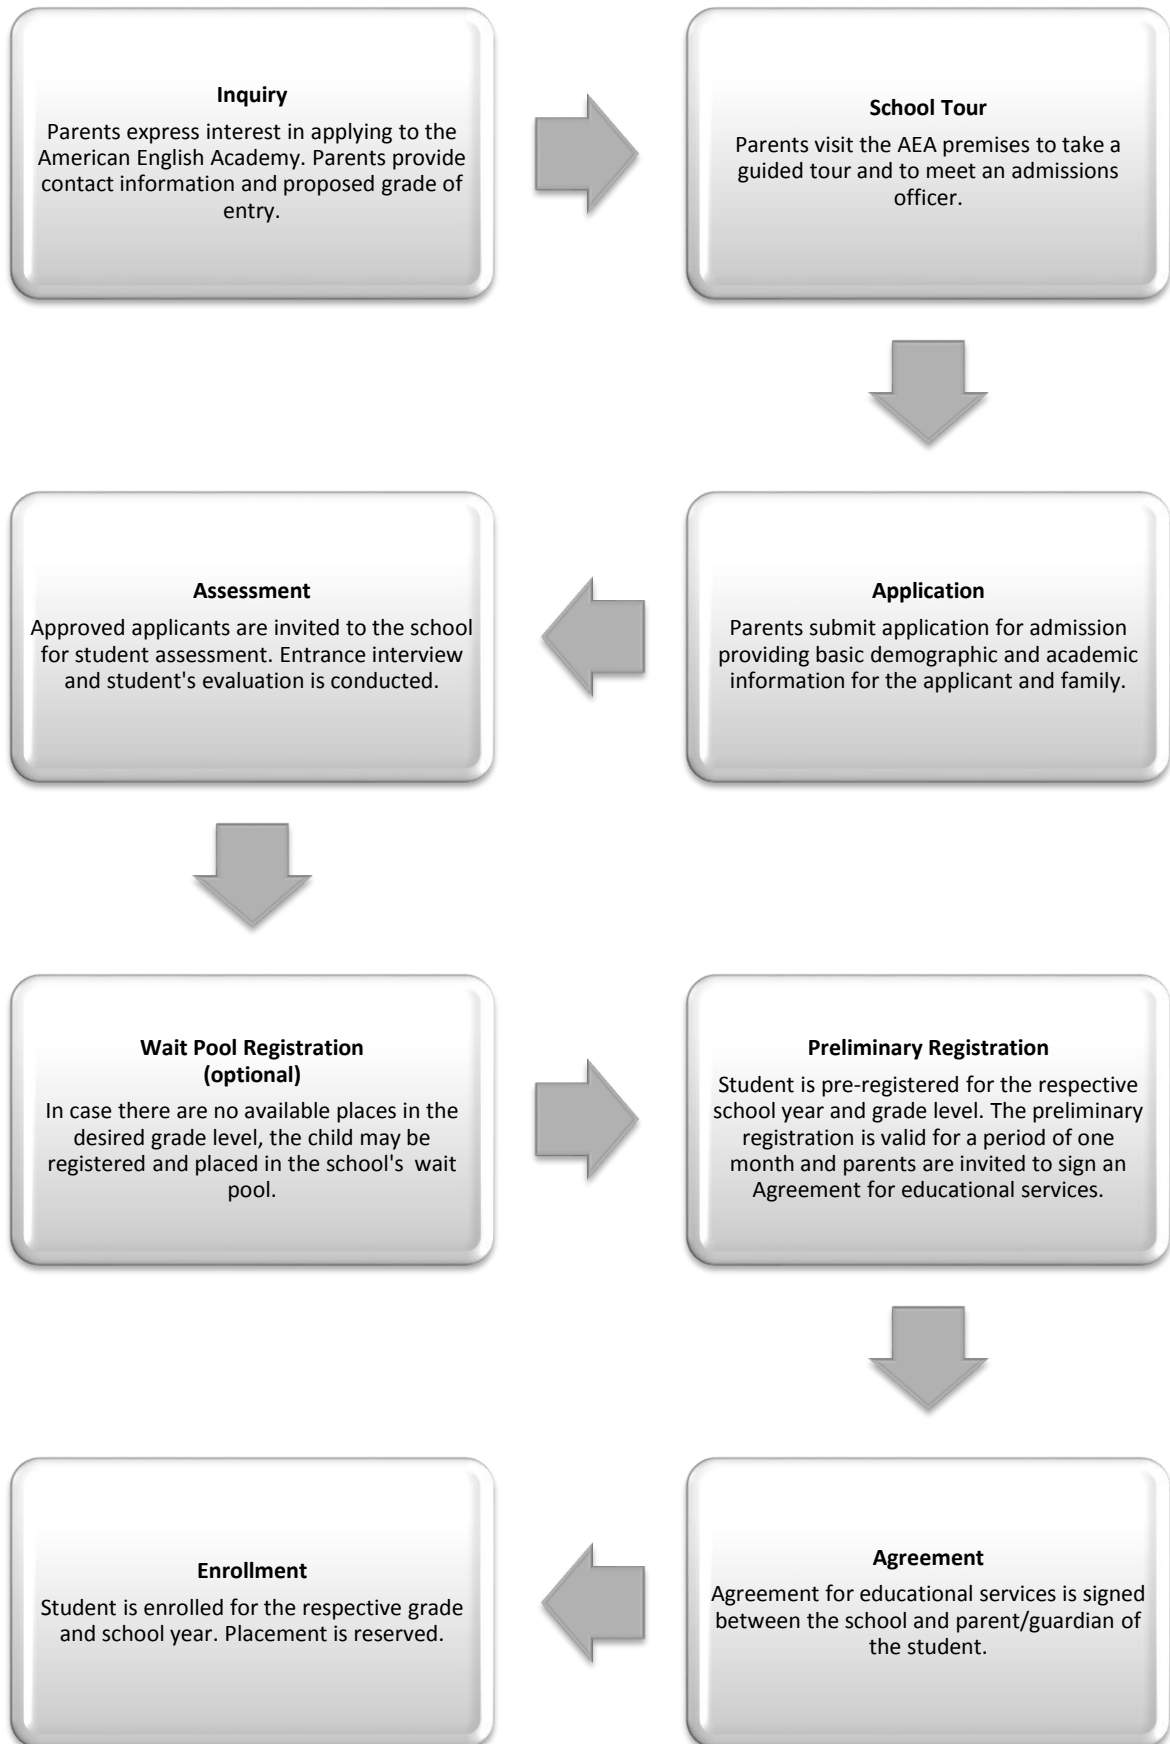 Inquiry
Parents express interest in applying to the
American English Academy. Parents provide
contact information and proposed grade of
entry.
School Tour
Parents visit the AEA premises to take a
guided tour and to meet an admissions
officer.
Application
Parents submit application for admission
providing basic demographic and academic
information for the applicant and family.
Assessment
Approved applicants are invited to the school
for student assessment. Entrance interview
and student's evaluation is conducted.
Wait Pool Registration
(optional)
In case there are no available places in the
desired grade level, the child may be
registered and placed in the school's  wait
pool.
Preliminary Registration
Student is pre-registered for the respective
school year and grade level. The preliminary
registration is valid for a period of one
month and parents are invited to sign an
Agreement for educational services.
Agreement
Agreement for educational services is signed
between the school and parent/guardian of
the student.
Enrollment
Student is enrolled for the respective grade
and school year. Placement is reserved.